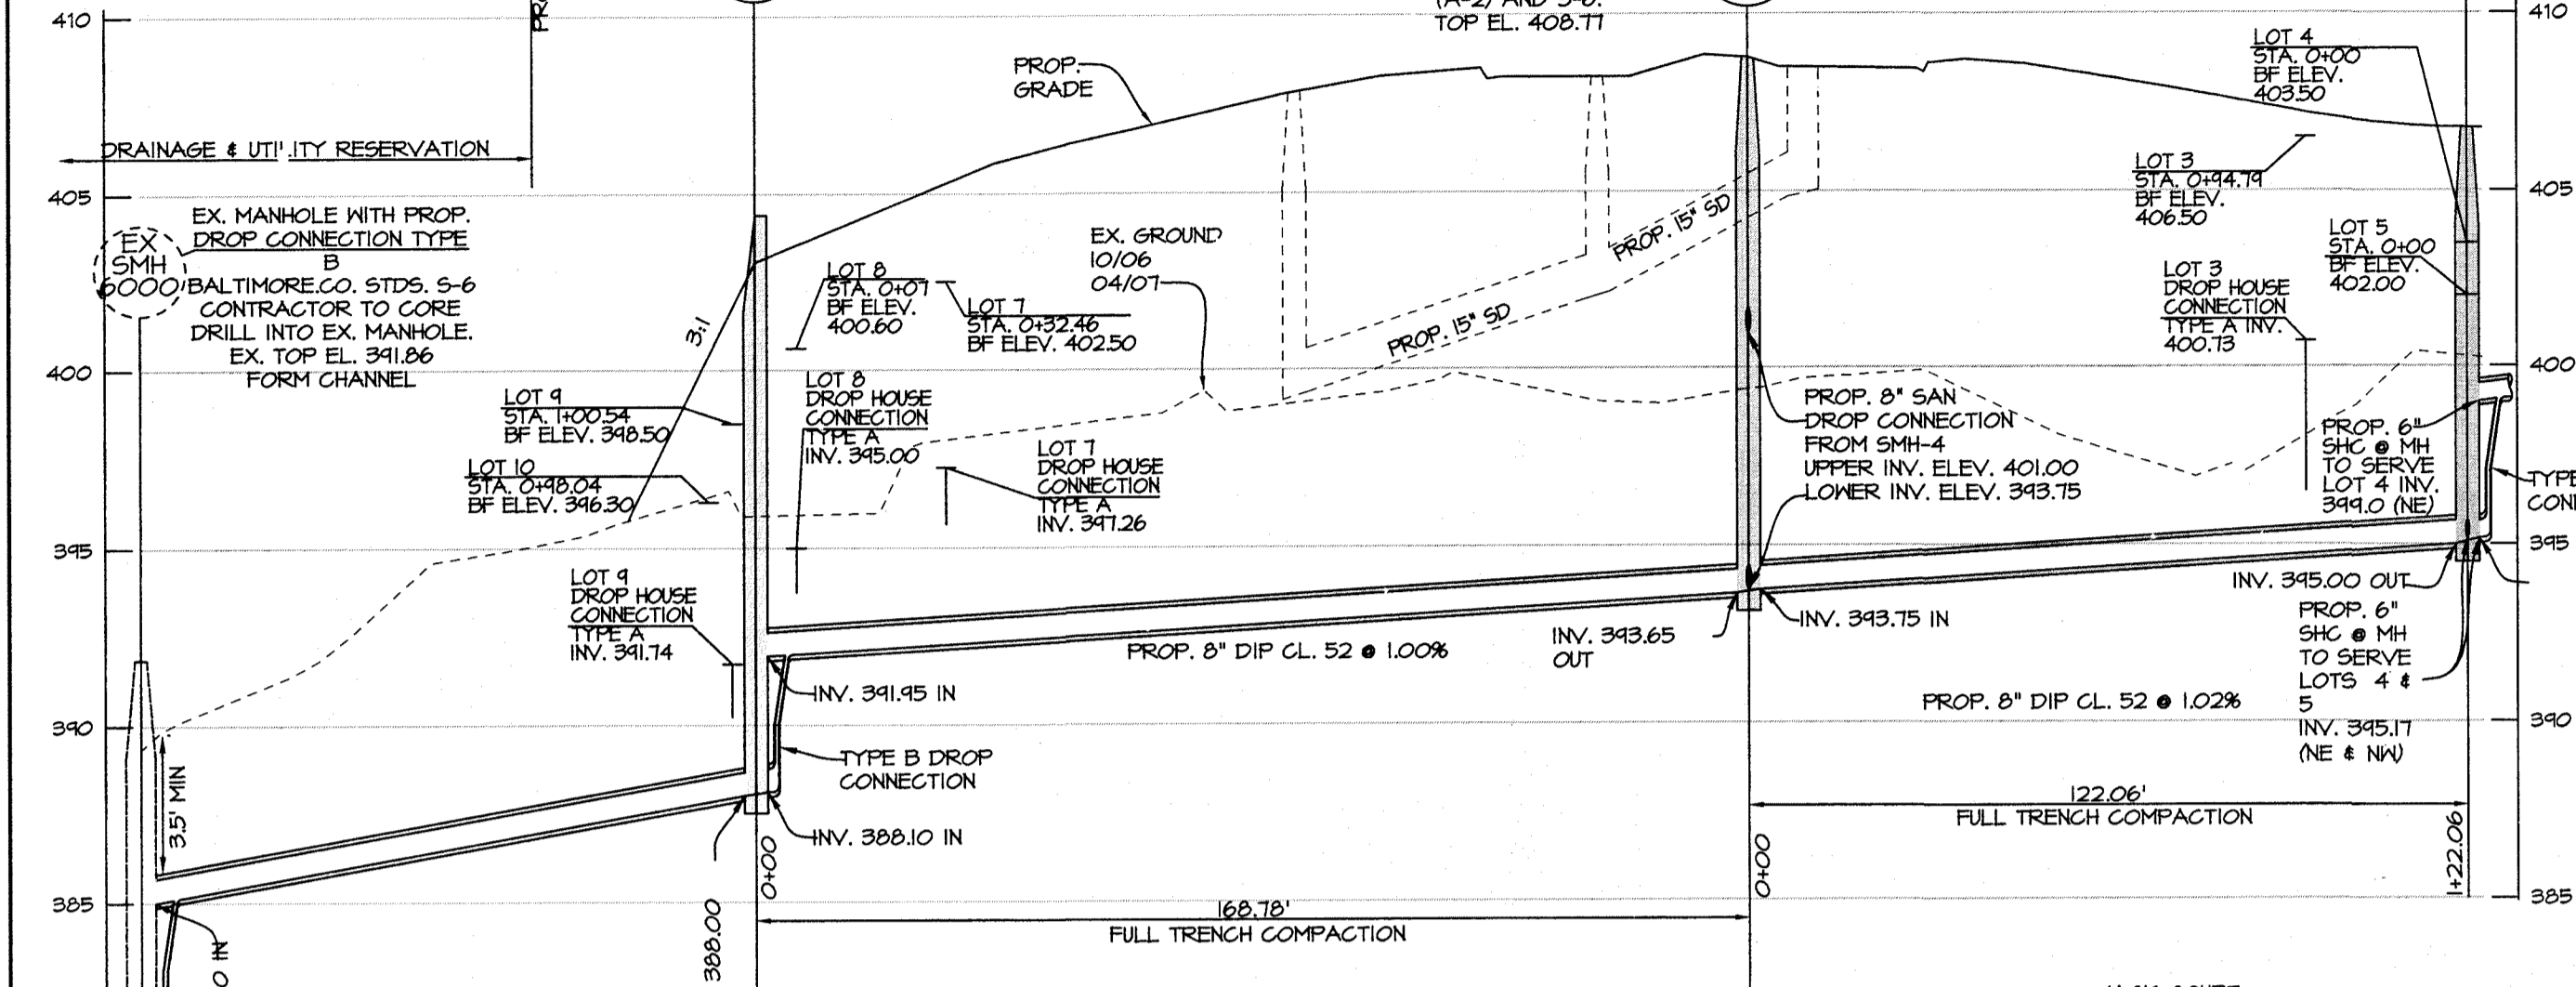 410
(A-2) AND S-6.
TOP EL. 408.77
410
PROP.
GRADE
LOT 4
STA. 0+00
BF ELEV.
403.50
DRAINAGE & UTILITY RESERVATION
405
EX. MANHOLE WITH PROP.
DROP CONNECTION TYPE
B
BALTIMORE.CO. STDS. S-6
CONTRACTOR TO CORE
DRILL INTO EX. MANHOLE.
EX. TOP EL. 391.86
FORM CHANNEL
EX
SMH
6000
3:1
LOT 8
STA. 0+07
BF ELEV.
400.60
LOT 7
STA. 0+32.46
BF ELEV. 402.50
EX. GROUND
10/06
04/07
PROP. 15" SD
PROP. 15" SD
LOT 3
STA. 0+94.79
BF ELEV.
406.50
405
LOT 5
STA. 0+00
BF ELEV.
402.00
LOT 3
DROP HOUSE
CONNECTION
TYPE A INV.
400.73
400
400
LOT 9
STA. 1+00.54
BF ELEV. 398.50
LOT 8
DROP HOUSE
CONNECTION
TYPE A
INV. 395.00
LOT 10
STA. 0+98.04
BF ELEV. 396.30
LOT 7
DROP HOUSE
CONNECTION
TYPE A
INV. 397.26
PROP. 8" SAN
DROP CONNECTION
FROM SMH-4
UPPER INV. ELEV. 401.00
LOWER INV. ELEV. 393.75
PROP. 6"
SHC @ MH
TO SERVE
LOT 4 INV.
399.0 (NE)
TYPE
395
395
LOT 9
DROP HOUSE
CONNECTION
TYPE A
INV. 391.74
INV. 391.95 IN
PROP. 8" DIP CL. 52 @ 1.00%
INV. 393.65
OUT
INV. 393.75 IN
INV. 395.00 OUT
PROP. 6"
SHC @ MH
TO SERVE
LOTS 4 &
5
INV. 395.17
(NE & NW)
PROP. 8" DIP CL. 52 @ 1.02%
390
390
3.5' MIN
TYPE B DROP
CONNECTION
INV. 388.10 IN
122.06'
FULL TRENCH COMPACTION
385
385
0+00
0+00
1+22.06
168.78'
FULL TRENCH COMPACTION
388.00
0 IN